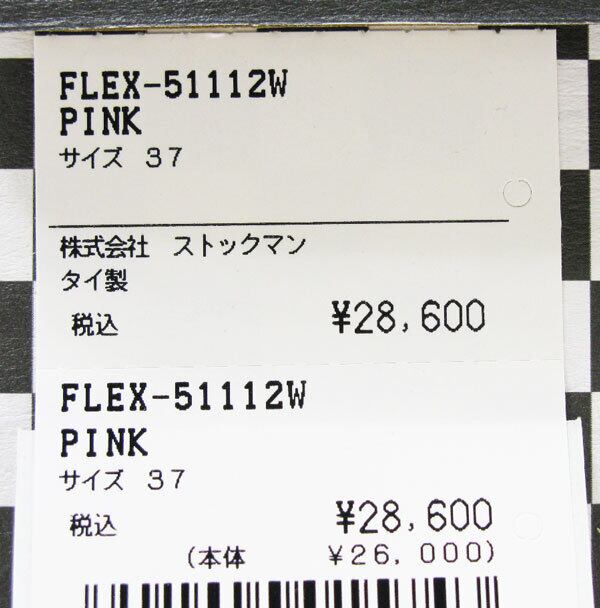 FLEX-51112W
PINK
サイズ 37
株式会社 ストックマン
タイ製
税込 ¥28,600
FLEX-51112W
PINK
サイズ 37
税込 ¥28,600
(本体 ¥26,000)